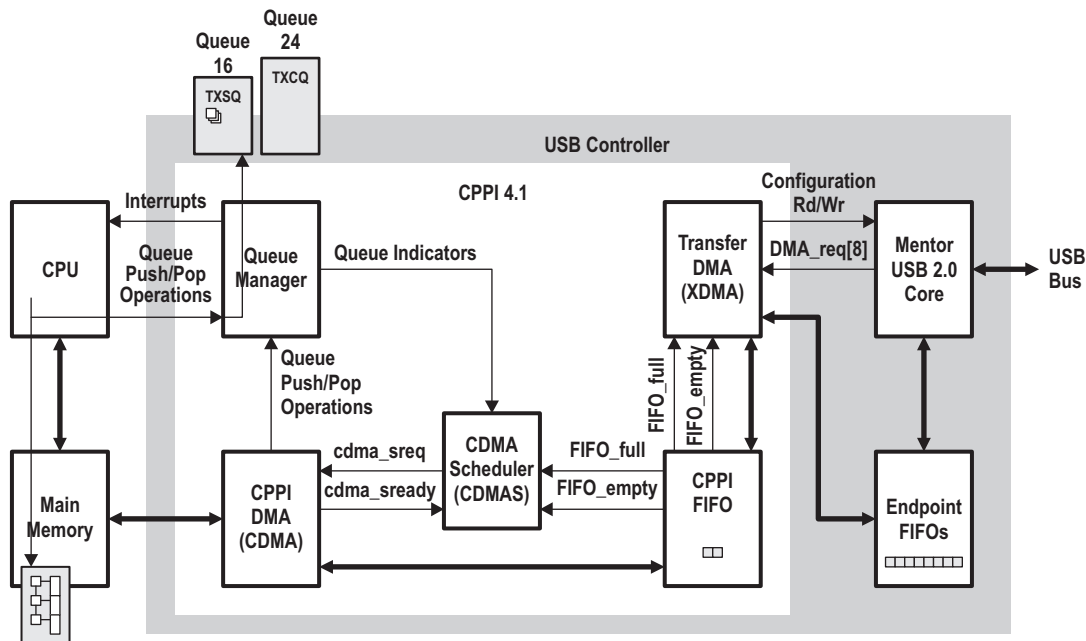 Queue
24
Queue
16
TXCQ
TXSQ
USB Controller
CPPI 4.1
Configuration
Rd/Wr
Interrupts
CPU
Queue
Push/Pop
Operations
Queue
Manager
Queue Indicators
Transfer
DMA
(XDMA)
DMA_req[8]
Mentor
USB 2.0
Core
USB
Bus
Queue
Push/Pop
Operations
FIFO_full
FIFO_empty
Main
Memory
CPPI
DMA
(CDMA)
cdma_sreq
cdma_sready
CDMA
Scheduler
(CDMAS)
FIFO_full
FIFO_empty
CPPI
FIFO
Endpoint
FIFOs